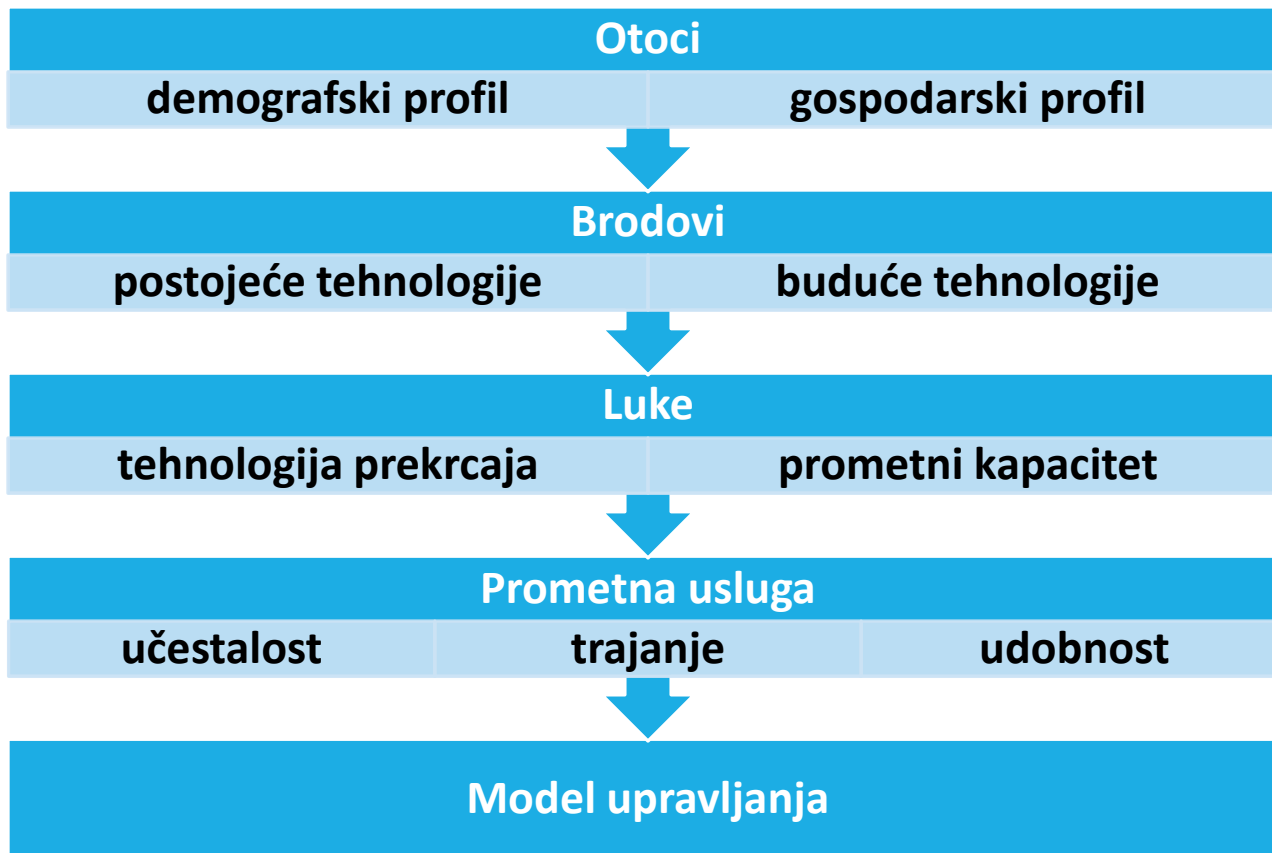 Otoci
demografski profil gospodarski profil
Brodovi
postojeće tehnologije buduće tehnologije
Luke
tehnologija prekrcaja prometni kapacitet
Prometna usluga
učestalost trajanje udobnost
Model upravljanja